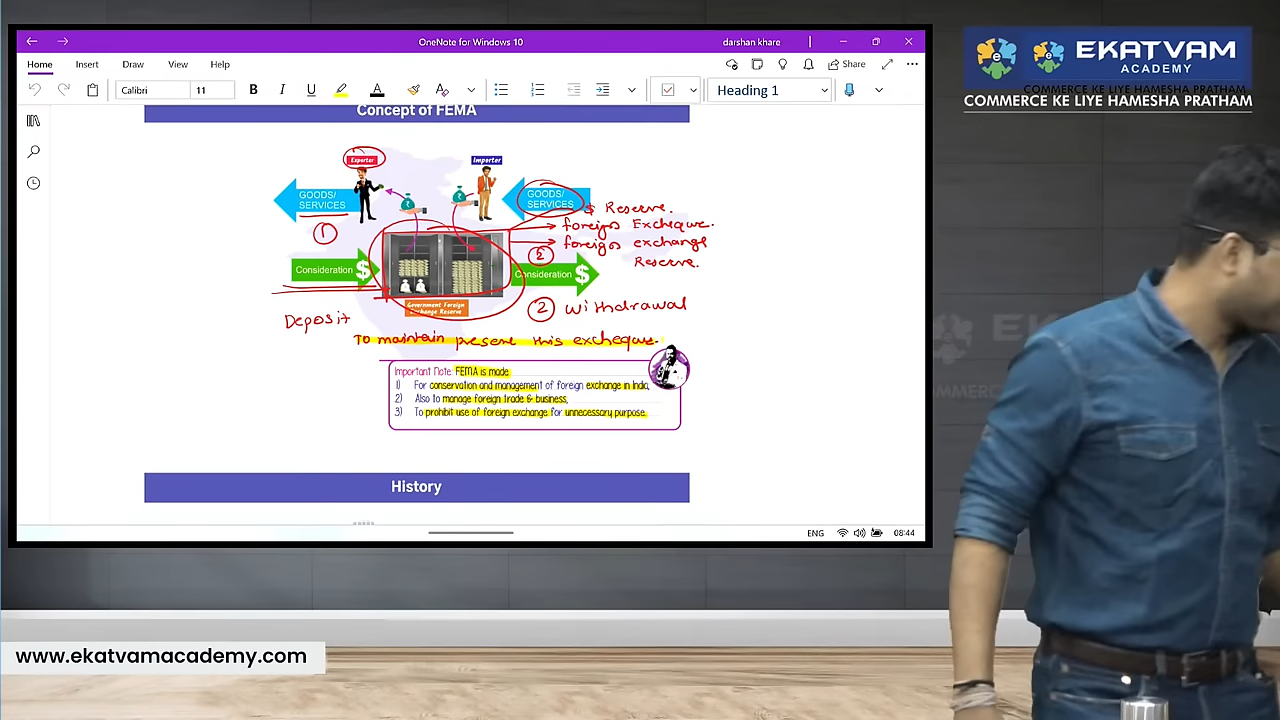 OneNote for Windows 10
darshan khare
Home
Insert
Draw
View
Help
Share
Calibri
11
B
I
U
A
Heading 1
Concept of FEMA
Exporter
Importer
GOODS/
SERVICES
GOODS/
SERVICES
$ Reserve.
foreign Excheque.
foreign exchange
Reserve.
1
2
Consideration $
Consideration $
Government Foreign
Exchange Reserve
2 withdrawal
Deposit
To maintain present this excheque.
Important Note: FEMA is made
1) For conservation and management of foreign exchange in India,
2) Also to manage foreign trade & business,
3) To prohibit use of foreign exchange for unnecessary purpose.
History
ENG
08:44
EKATVAM
ACADEMY
COMMERCE KE LIYE HAMESHA PRATHAM
www.ekatvamacademy.com